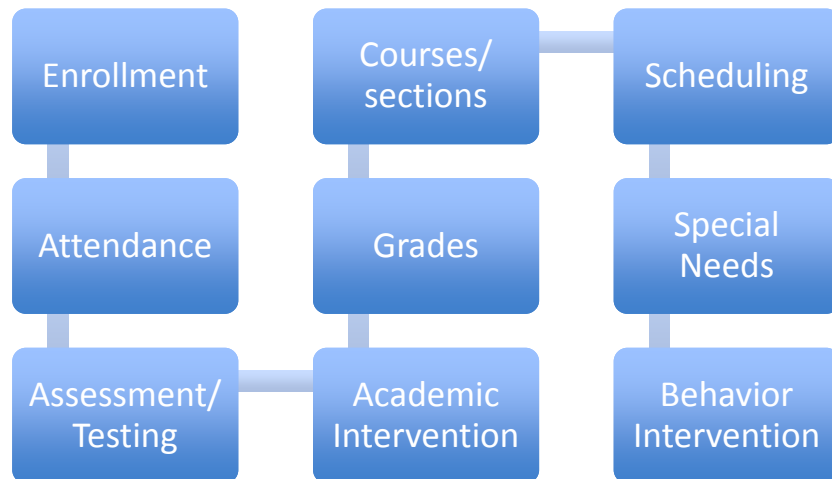 Enrollment
Attendance
Assessment/
Testing
Academic
Intervention
Grades
Courses/
sections
Scheduling
Special
Needs
Behavior
Intervention